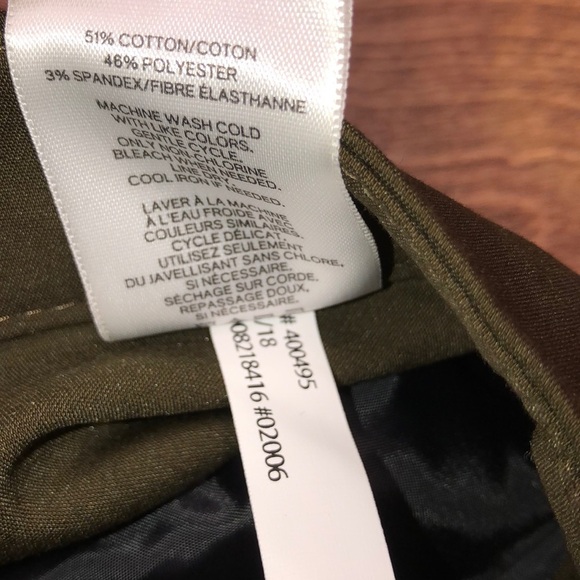 51% COTTON/COTON
46% POLYESTER
3% SPANDEX/FIBRE ÉLASTHANNE
MACHINE WASH COLD
WITH LIKE COLORS.
GENTLE CYCLE.
ONLY NON-CHLORINE
BLEACH WHEN NEEDED.
LINE DRY.
COOL IRON IF NEEDED.
LAVER À LA MACHINE
À L'EAU FROIDE AVEC
COULEURS SIMILAIRES.
CYCLE DÉLICAT.
UTILISEZ SEULEMENT
DU JAVELLISANT SANS CHLORE.
SI NÉCESSAIRE.
SÉCHAGE SUR CORDE.
REPASSAGE DOUX.
SI NÉCESSAIRE.
# 400495
/18
08218416 #02006